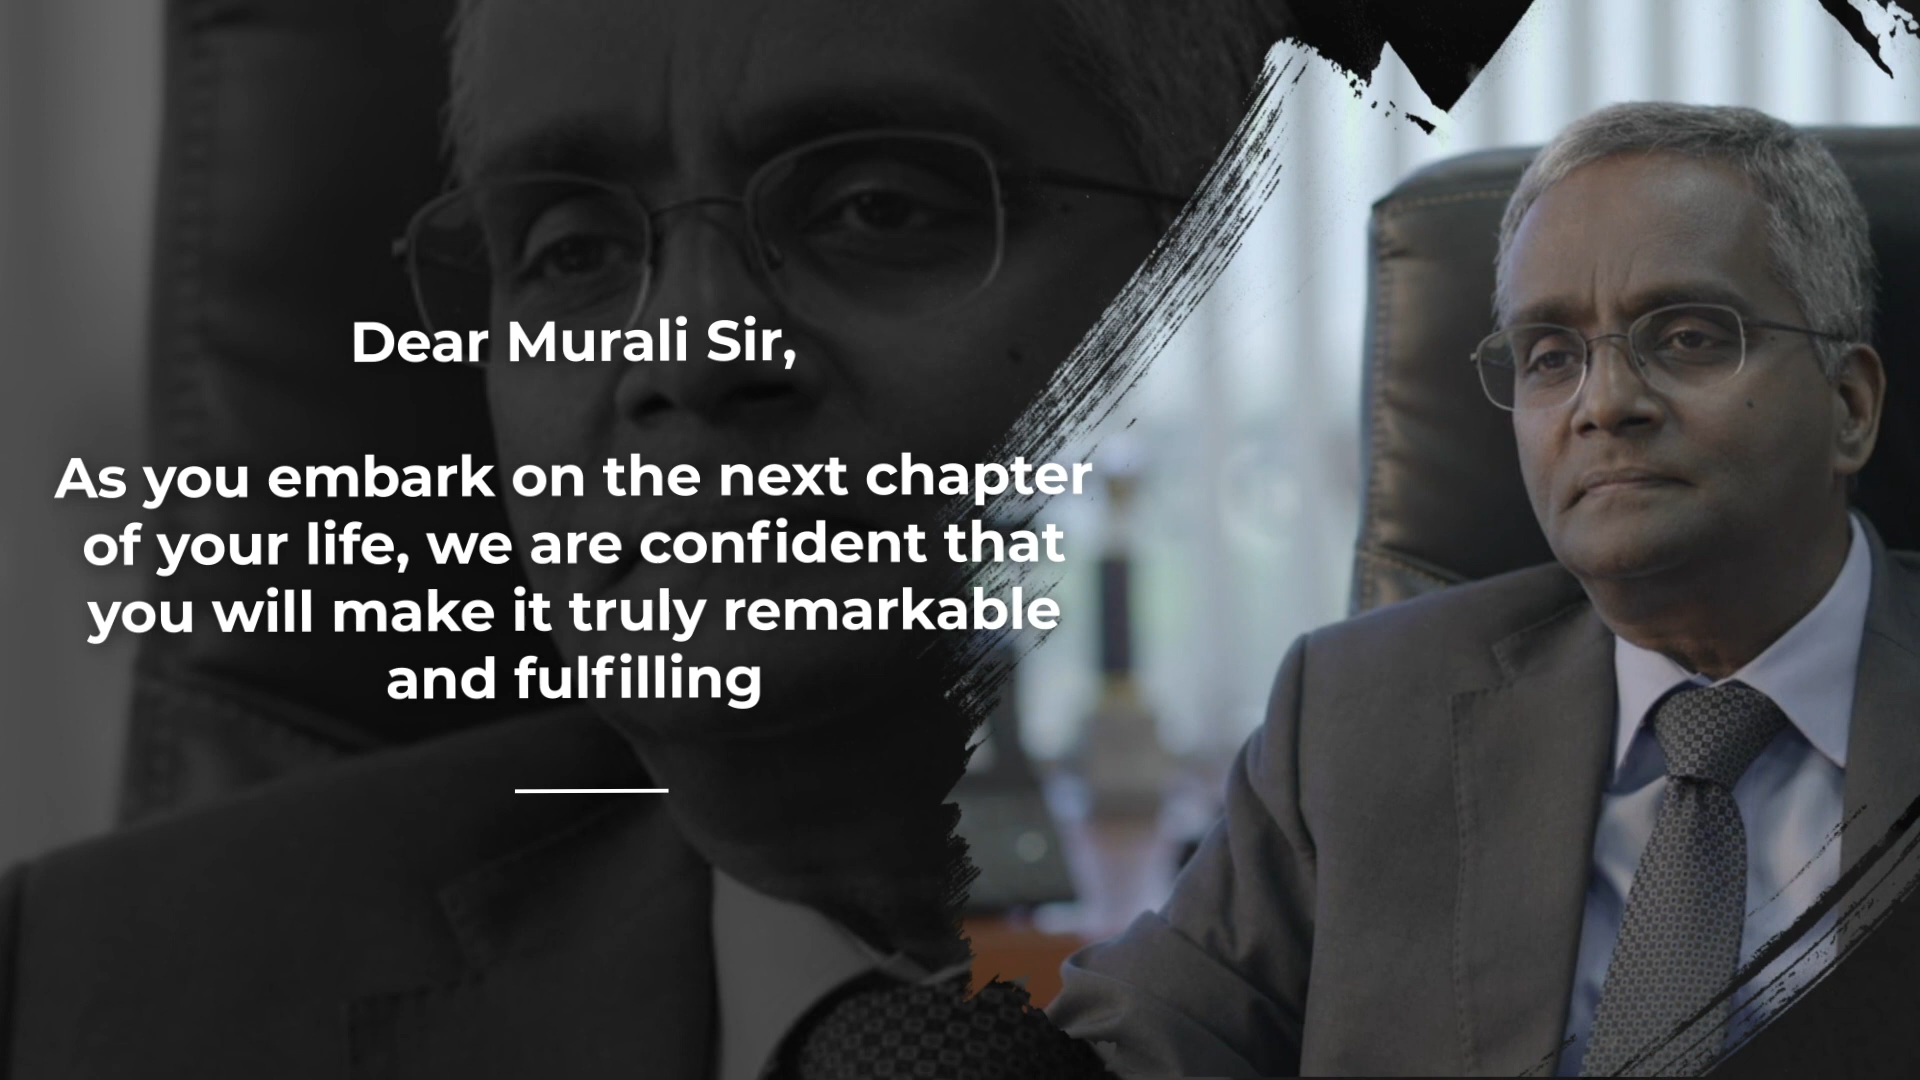 Dear Murali Sir,
As you embark on the next chapter
of your life, we are confident that
you will make it truly remarkable
and fulfilling